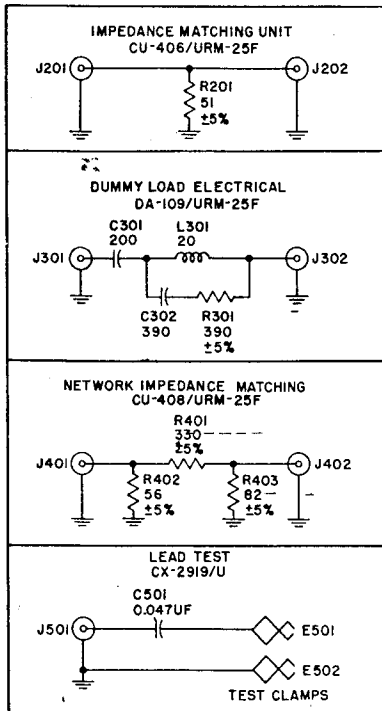 IMPEDANCE MATCHING UNIT
CU-406/URM-25F
J201
J202
R201
51
±5%
DUMMY LOAD ELECTRICAL
DA-109/URM-25F
C301
200
L301
20
J301
J302
C302
390
R301
390
±5%
NETWORK IMPEDANCE MATCHING
CU-408/URM-25F
R401
330
±5%
J401
J402
R402
56
±5%
R403
82
±5%
LEAD TEST
CX-2919/U
C501
0.047UF
J501
E501
E502
TEST CLAMPS